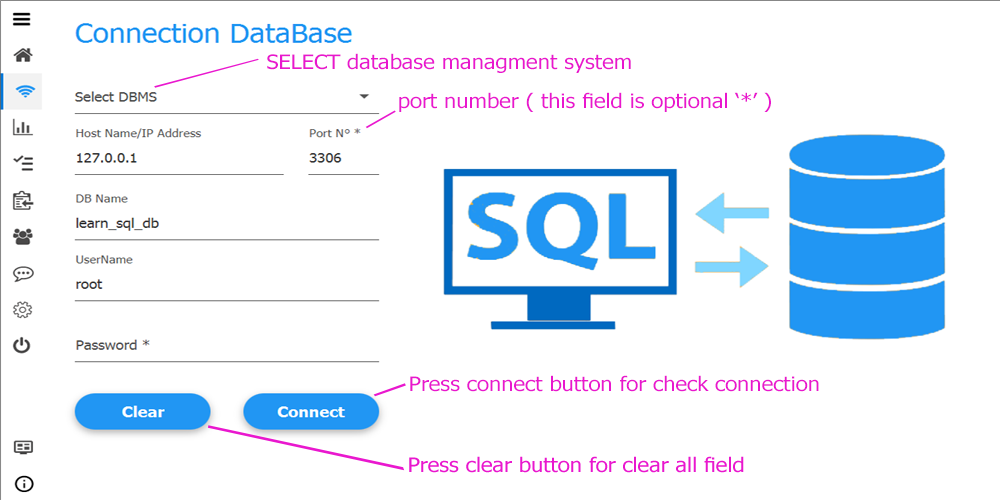 Connection DataBase
SELECT database managment system
Select DBMS
port number ( this field is optional ‘*’ )
Host Name/IP Address
Port N° *
127.0.0.1
3306
DB Name
learn_sql_db
UserName
root
SQL
Password *
Press connect button for check connection
Clear
Connect
Press clear button for clear all field